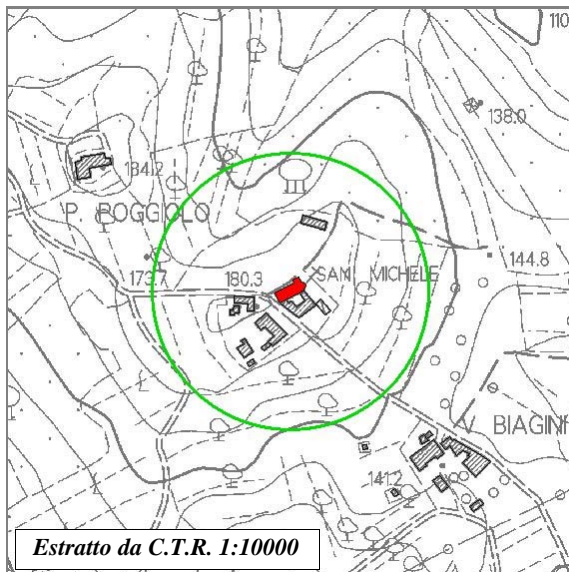 110
138.0
184.2
P. POGGIOLO
144.8
173.7
180.3
SAN MICHELE
V. BIAGINI
141.2
Estratto da C.T.R. 1:10000